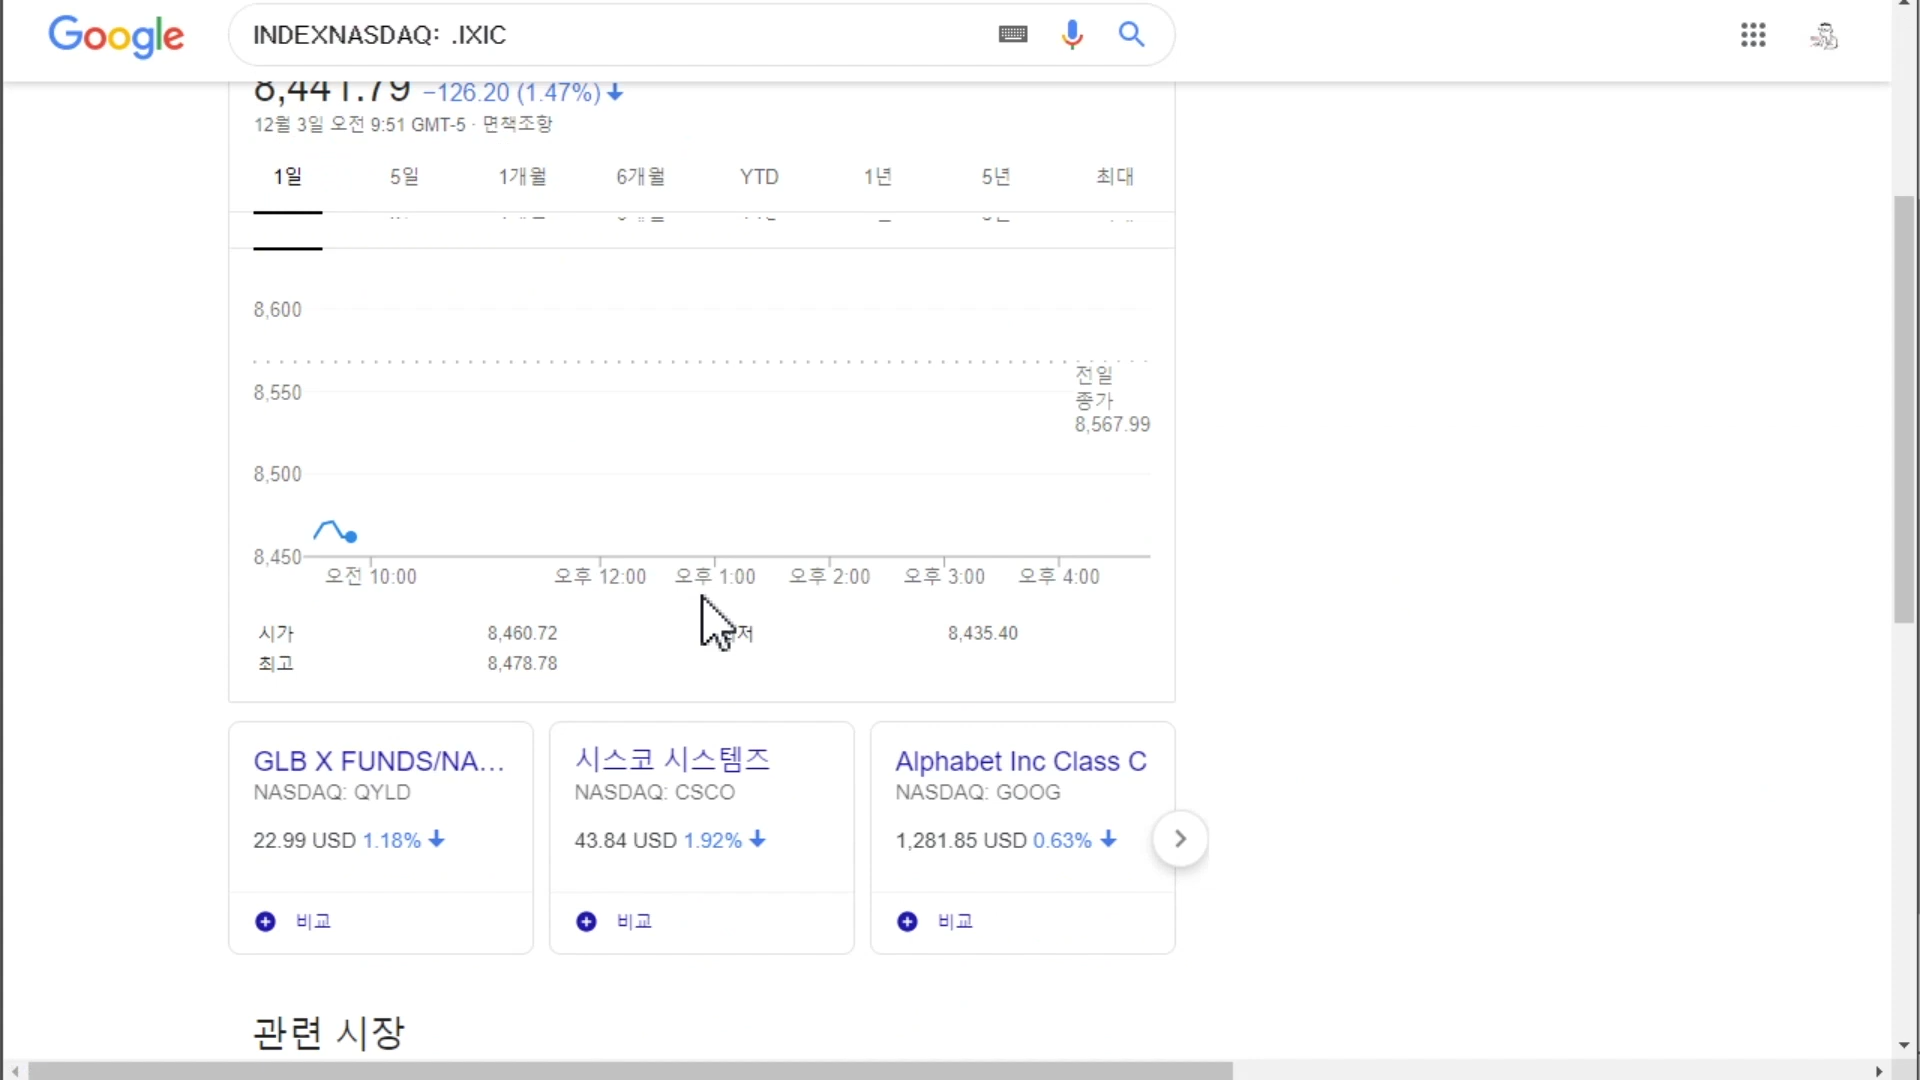 Google
INDEXNASDAQ: .IXIC
8,441.79 −126.20 (1.47%)
12월 3일 오전 9:51 GMT-5 · 면책조항
1일 5일 1개월 6개월 YTD 1년 5년 최대
8,600
8,550
전일
종가
8,567.99
8,500
8,450
오전 10:00 오후 12:00 오후 1:00 오후 2:00 오후 3:00 오후 4:00
시가 8,460.72 8,435.40
최고 8,478.78
GLB X FUNDS/NA... 시스코 시스템즈 Alphabet Inc Class C
NASDAQ: QYLD NASDAQ: CSCO NASDAQ: GOOG
22.99 USD 1.18% 43.84 USD 1.92% 1,281.85 USD 0.63%
비교 비교 비교
관련 시장